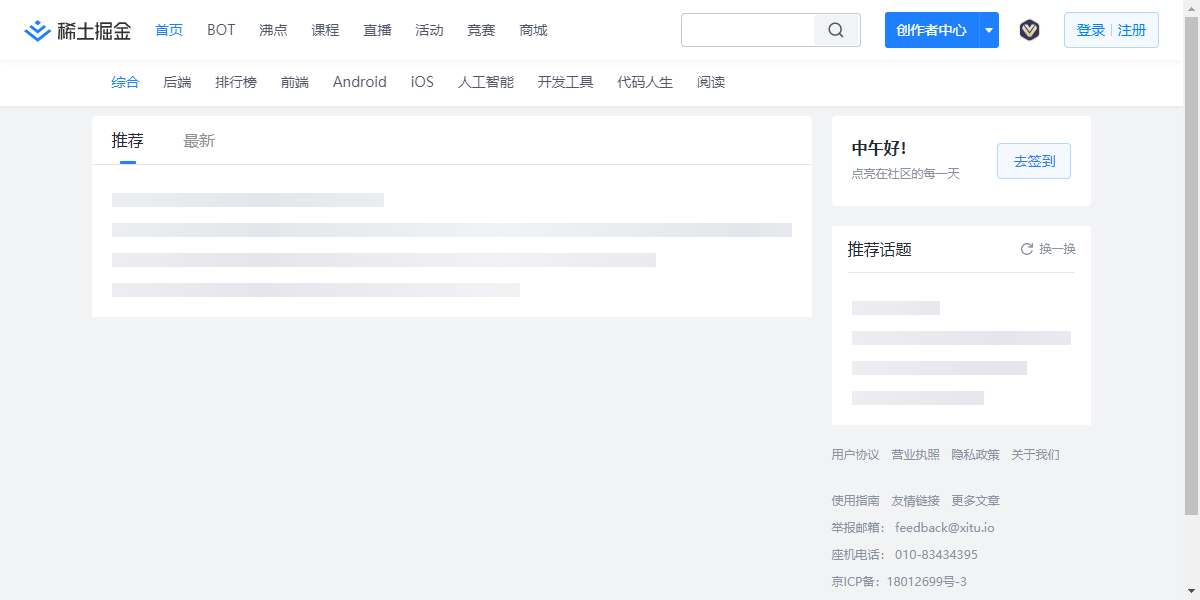 稀土掘金 首页 BOT 沸点 课程 直播 活动 竞赛 商城 创作者中心 登录 注册
综合 后端 排行榜 前端 Android iOS 人工智能 开发工具 代码人生 阅读
推荐 最新
中午好！
点亮在社区的每一天
去签到
推荐话题 换一换
用户协议 营业执照 隐私政策 关于我们
使用指南 友情链接 更多文章
举报邮箱： feedback@xitu.io
座机电话： 010-83434395
京ICP备：18012699号-3